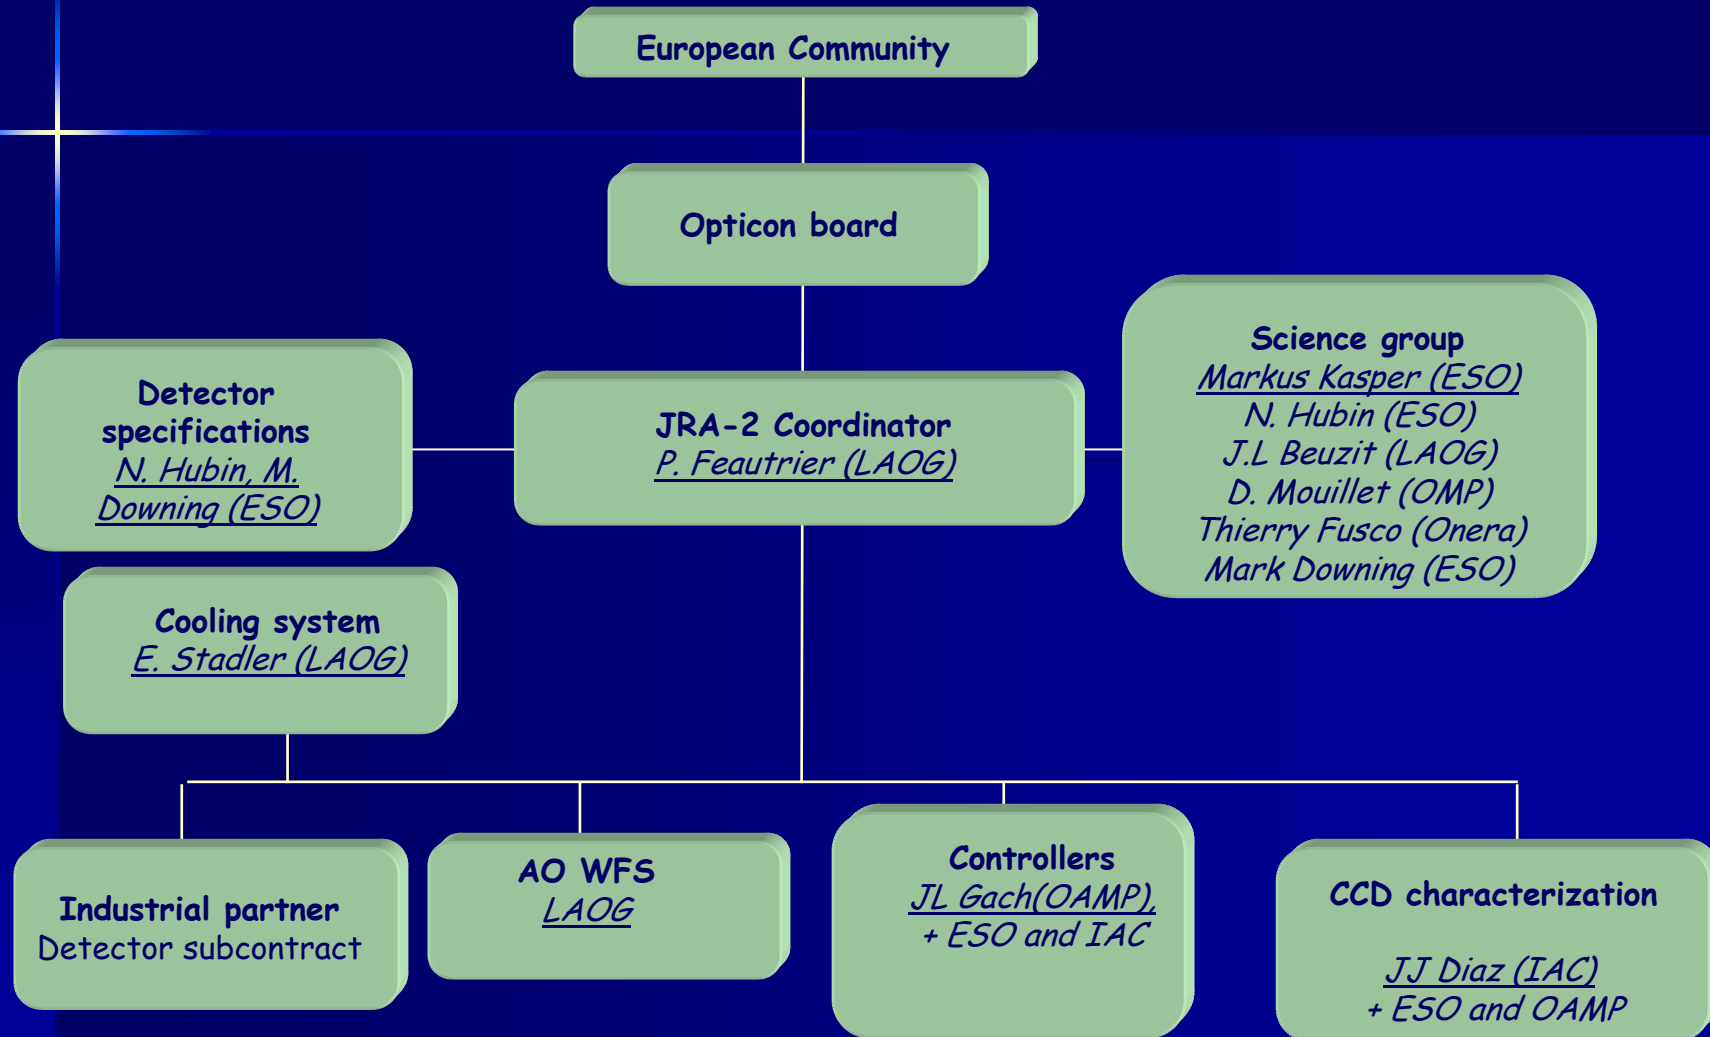 European Community
Opticon board
Detector
specifications
N. Hubin, M.
Downing (ESO)
JRA-2 Coordinator
P. Feautrier (LAOG)
Science group
Markus Kasper (ESO)
N. Hubin (ESO)
J.L Beuzit (LAOG)
D. Mouillet (OMP)
Thierry Fusco (Onera)
Mark Downing (ESO)
Cooling system
E. Stadler (LAOG)
Industrial partner
Detector subcontract
AO WFS
LAOG
Controllers
JL Gach(OAMP),
+ ESO and IAC
CCD characterization
JJ Diaz (IAC)
+ ESO and OAMP